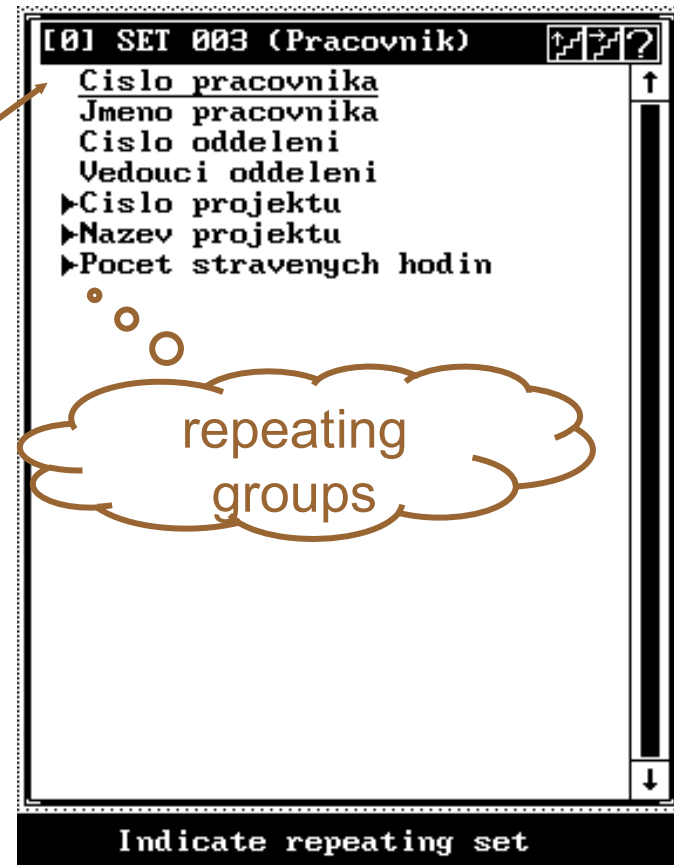 [0] SET 003 (Pracovnik) ?
Cislo pracovnika
Jmeno pracovnika
Cislo oddeleni
Vedouci oddeleni
Cislo projektu
Nazev projektu
Pocet stravenych hodin
repeating
groups
Indicate repeating set